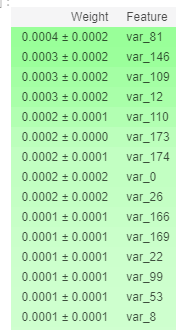 Weight Feature
0.0004 ± 0.0002 var_81
0.0003 ± 0.0002 var_146
0.0003 ± 0.0002 var_109
0.0003 ± 0.0002 var_12
0.0002 ± 0.0001 var_110
0.0002 ± 0.0000 var_173
0.0002 ± 0.0001 var_174
0.0002 ± 0.0002 var_0
0.0002 ± 0.0002 var_26
0.0001 ± 0.0001 var_166
0.0001 ± 0.0001 var_169
0.0001 ± 0.0001 var_22
0.0001 ± 0.0001 var_99
0.0001 ± 0.0001 var_53
0.0001 ± 0.0001 var_8